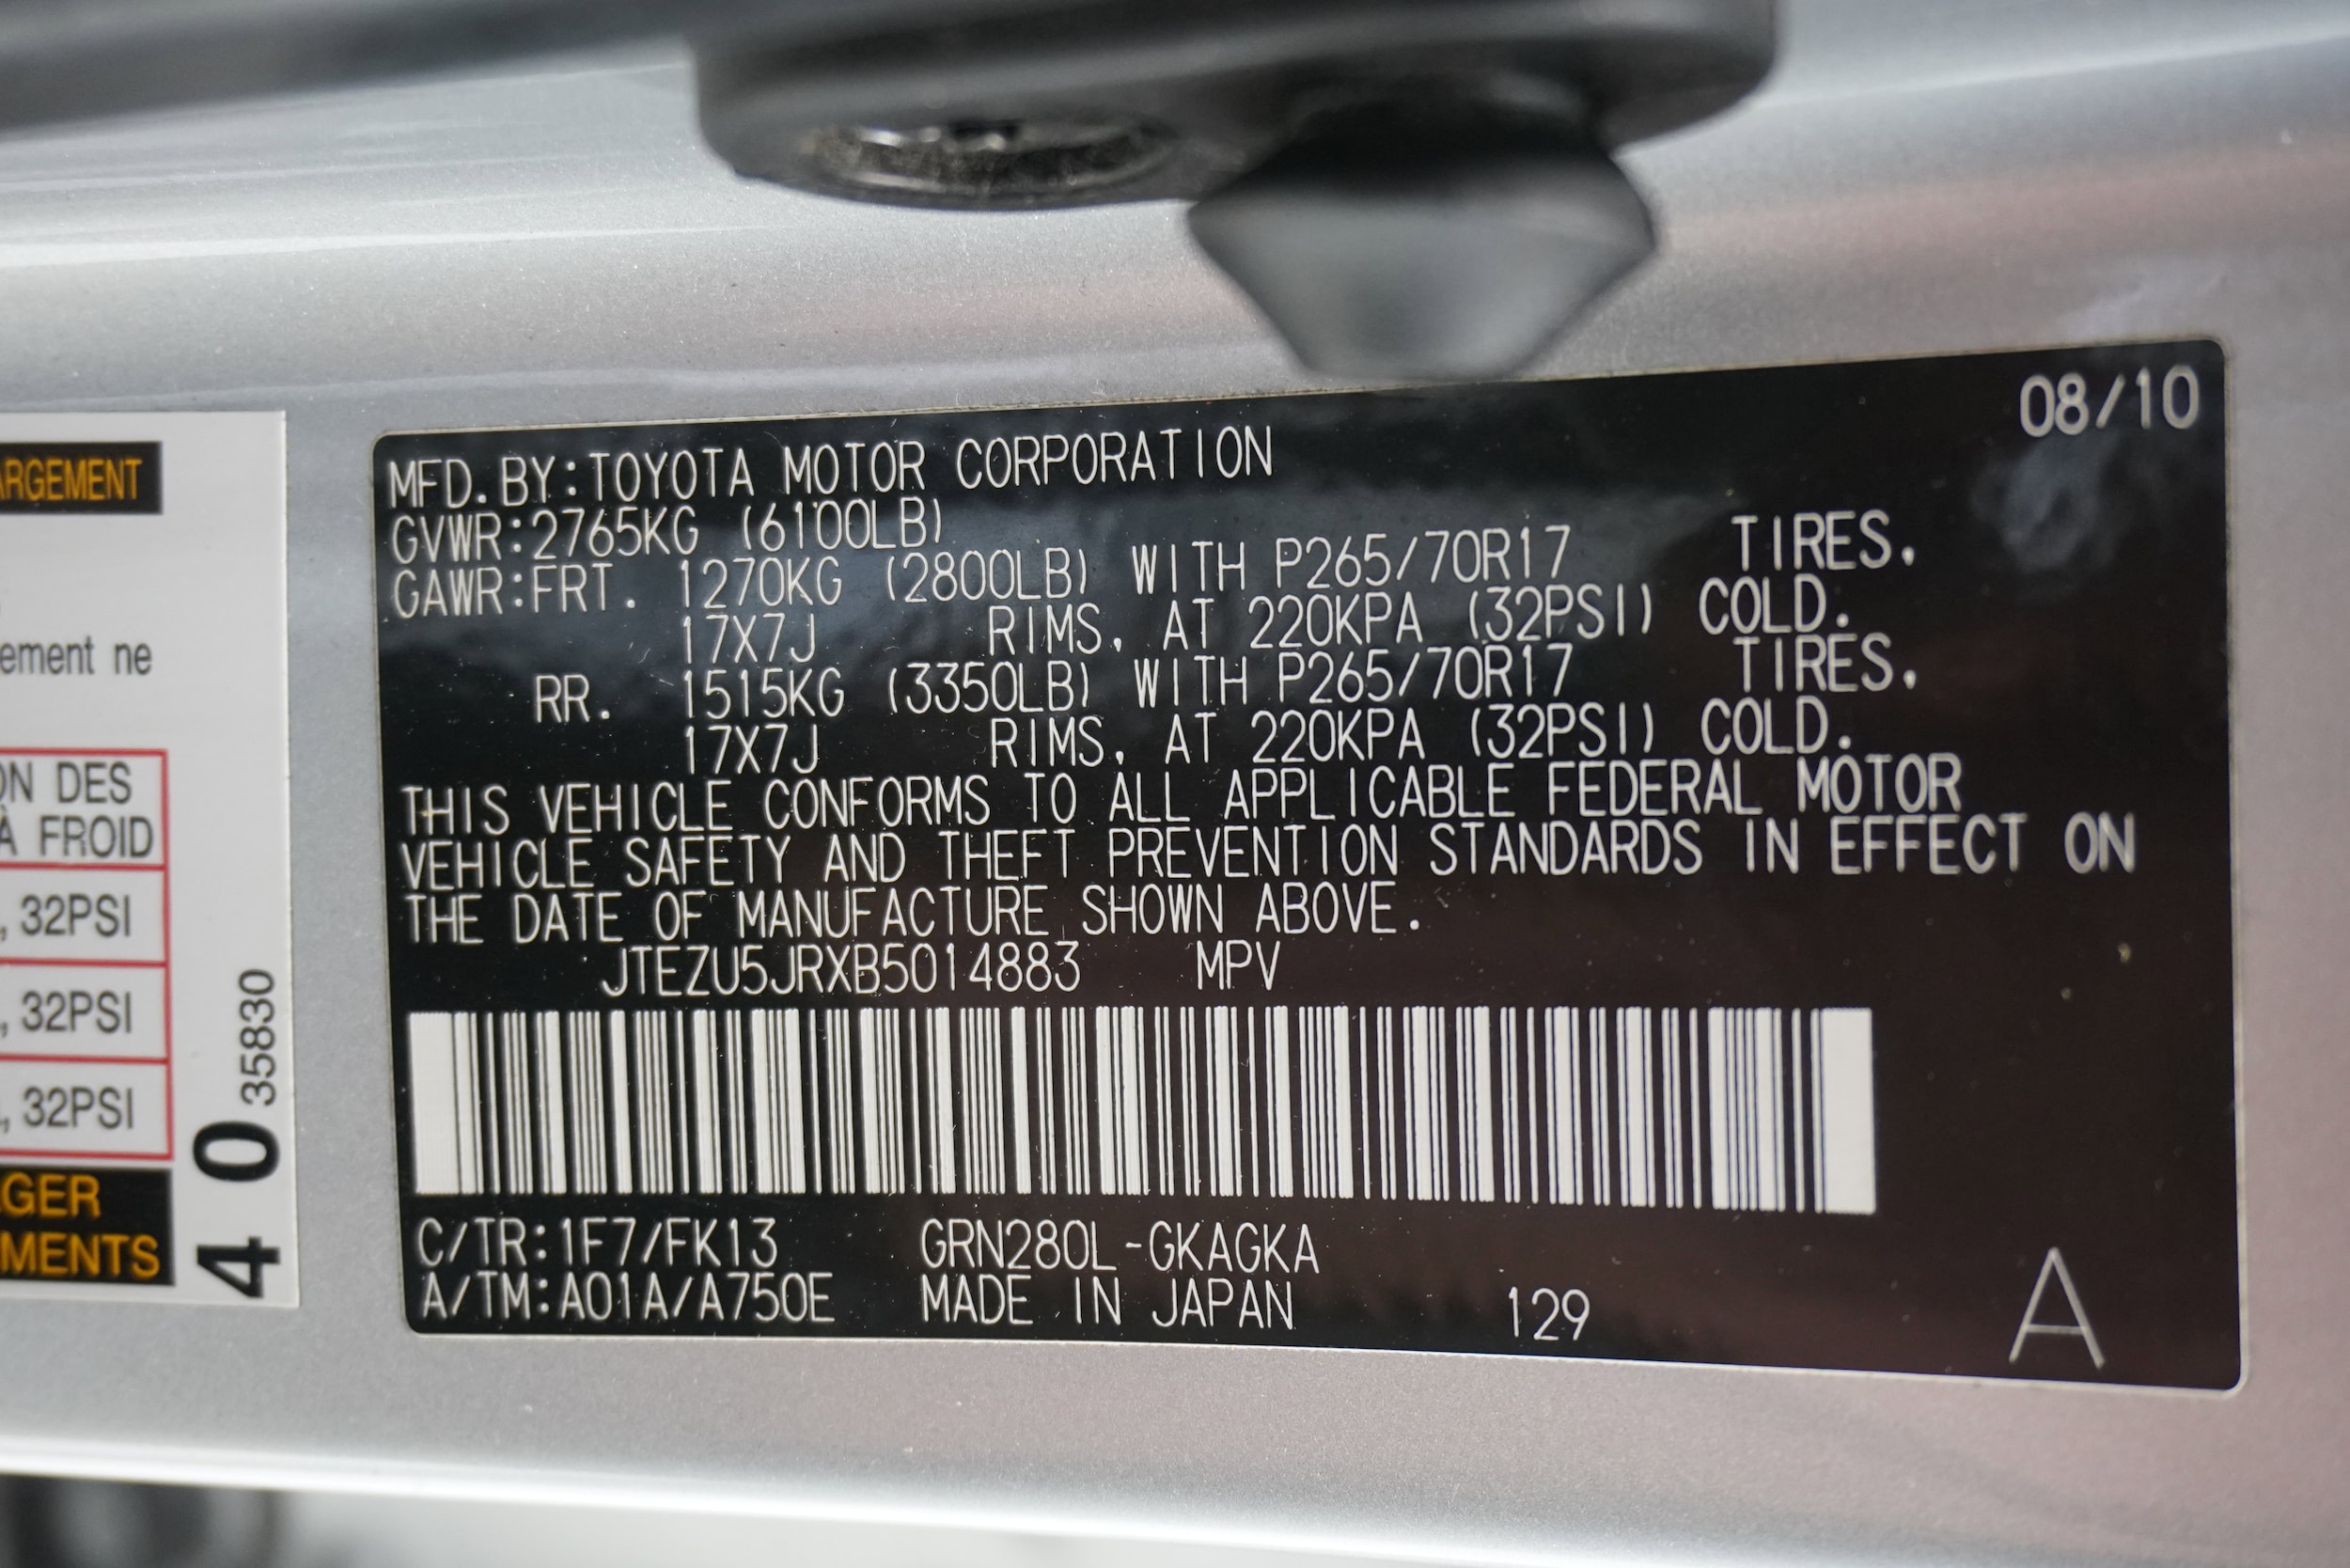 ARGEMENT
ement ne
ON DES
À FROID
, 32PSI
, 32PSI
, 32PSI
GER
MENTS
4 0 35830
08/10
MFD.BY:TOYOTA MOTOR CORPORATION
GVWR:2765KG (6100LB)
GAWR:FRT. 1270KG (2800LB) WITH P265/70R17 TIRES,
17X7J RIMS, AT 220KPA (32PSI) COLD.
RR. 1515KG (3350LB) WITH P265/70R17 TIRES,
17X7J RIMS, AT 220KPA (32PSI) COLD.
THIS VEHICLE CONFORMS TO ALL APPLICABLE FEDERAL MOTOR
VEHICLE SAFETY AND THEFT PREVENTION STANDARDS IN EFFECT ON
THE DATE OF MANUFACTURE SHOWN ABOVE.
JTEZU5JRXB5014883 MPV
C/TR:1F7/FK13 GRN280L-GKAGKA
A/TM:A01A/A750E MADE IN JAPAN 129
A